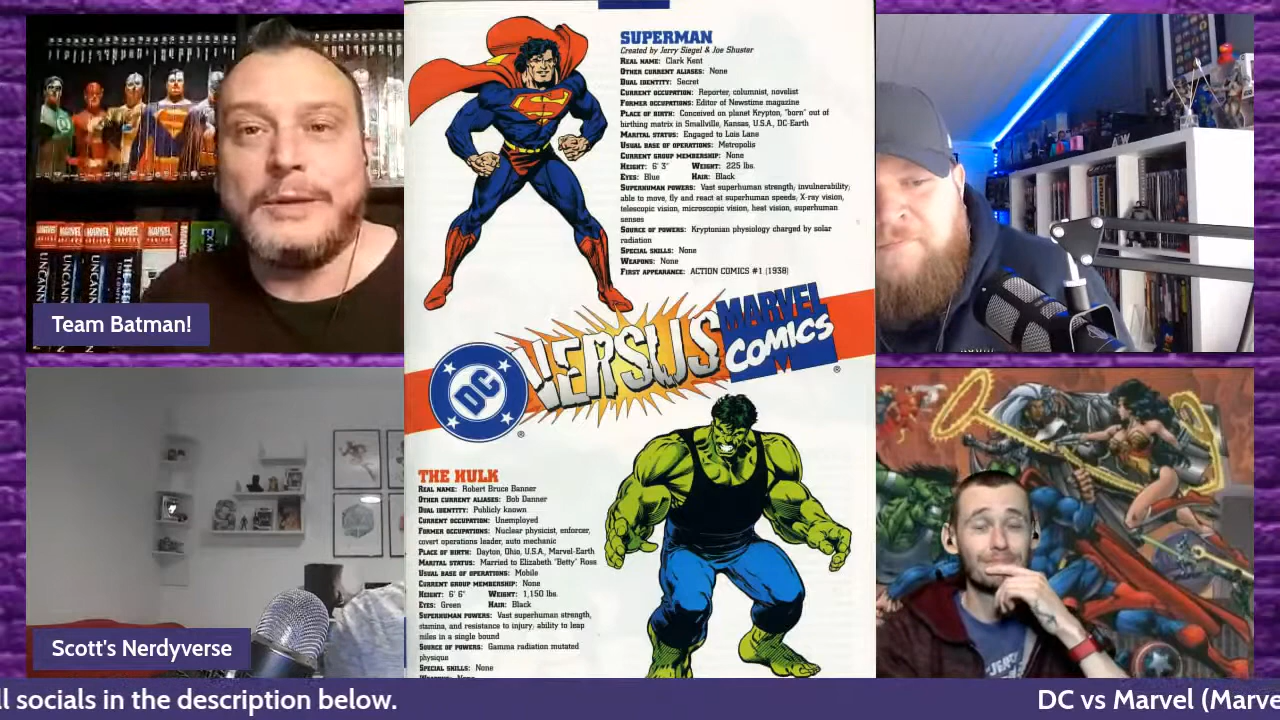 SUPERMAN
Created by Jerry Siegel & Joe Shuster
REAL NAME: Clark Kent
OTHER CURRENT ALIASES: None
DUAL IDENTITY: Secret
CURRENT OCCUPATION: Reporter, columnist, novelist
FORMER OCCUPATIONS: Editor of Newstime magazine
PLACE OF BIRTH: Conceived on planet Krypton, "born" out of
birthing matrix in Smallville, Kansas, U.S.A., DC-Earth
MARITAL STATUS: Engaged to Lois Lane
USUAL BASE OF OPERATIONS: Metropolis
CURRENT GROUP MEMBERSHIP: None
HEIGHT: 6' 3" WEIGHT: 225 lbs.
EYES: Blue HAIR: Black
SUPERHUMAN POWERS: Vast superhuman strength; invulnerability;
able to move, fly and react at superhuman speeds; X-ray vision,
telescopic vision, microscopic vision, heat vision, superhuman
senses
SOURCE OF POWERS: Kryptonian physiology charged by solar
radiation
SPECIAL SKILLS: None
WEAPONS: None
FIRST APPEARANCE: ACTION COMICS #1 (1938)
DC VERSUS MARVEL
COMICS
THE HULK
REAL NAME: Robert Bruce Banner
OTHER CURRENT ALIASES: Bob Danner
DUAL IDENTITY: Publicly known
CURRENT OCCUPATION: Unemployed
FORMER OCCUPATIONS: Nuclear physicist, enforcer,
covert operations leader, auto mechanic
PLACE OF BIRTH: Dayton, Ohio, U.S.A., Marvel-Earth
MARITAL STATUS: Married to Elizabeth "Betty" Ross
USUAL BASE OF OPERATIONS: Mobile
CURRENT GROUP MEMBERSHIP: None
HEIGHT: 6' 6" WEIGHT: 1,150 lbs.
EYES: Green HAIR: Black
SUPERHUMAN POWERS: Vast superhuman strength,
stamina, and resistance to injury; ability to leap
miles in a single bound
SOURCE OF POWERS: Gamma radiation mutated
physique
SPECIAL SKILLS: None
MARVEL MARVEL MARVEL MARVEL
Team Batman!
Scott's Nerdyverse
ll socials in the description below.
DC vs Marvel (Marve